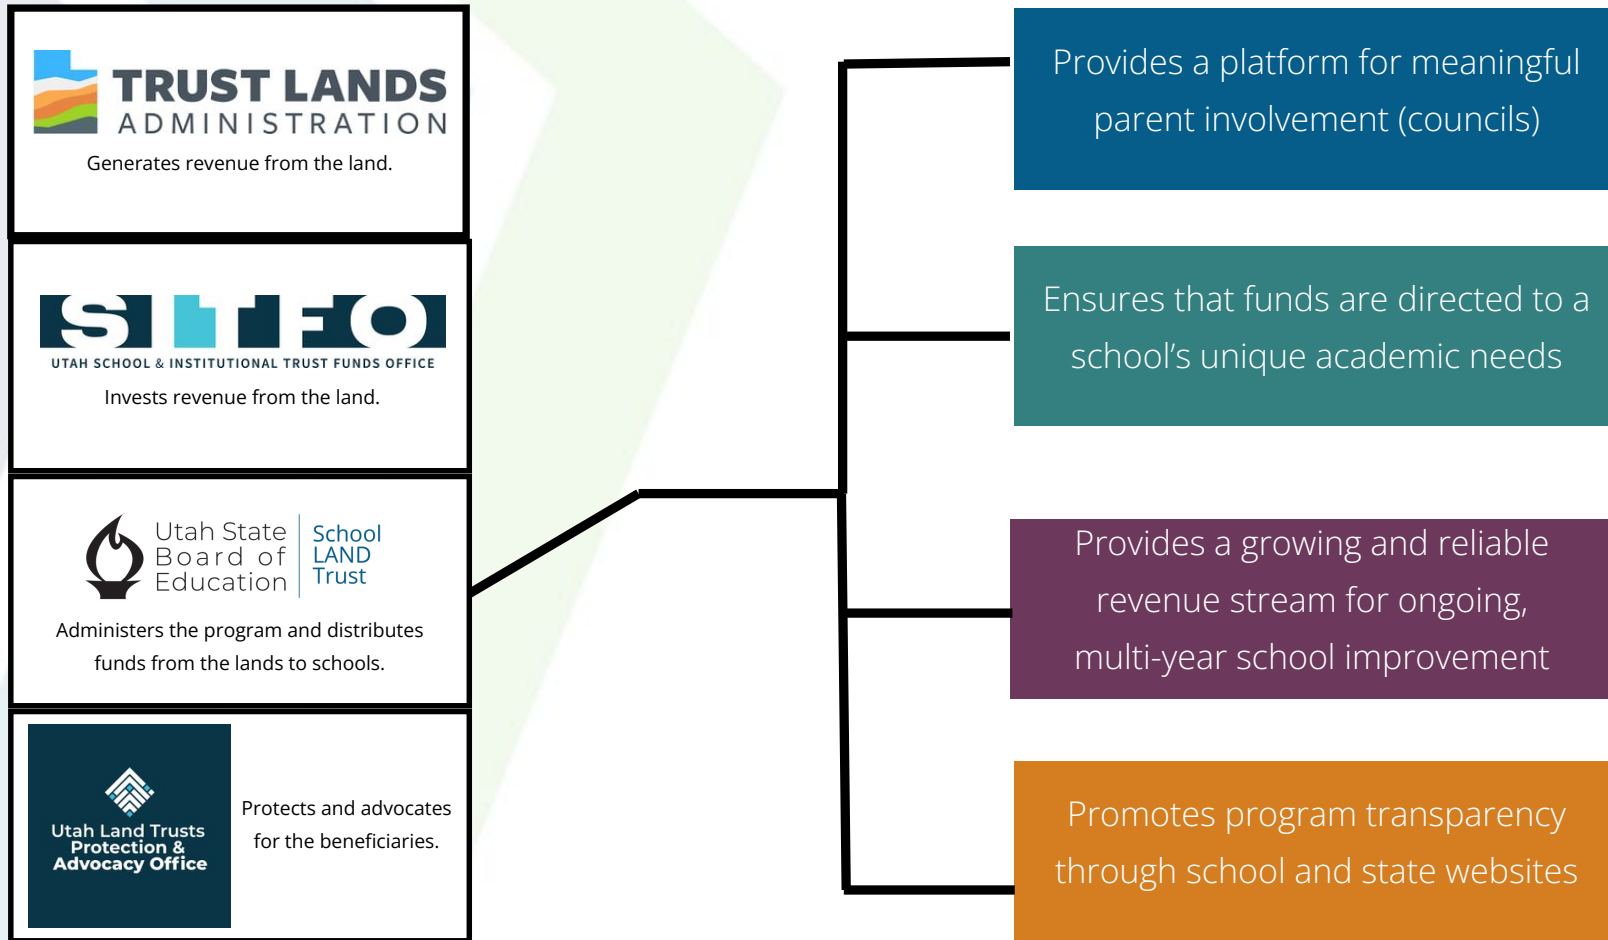 TRUST LANDS
ADMINISTRATION
Generates revenue from the land.
SITFO
UTAH SCHOOL & INSTITUTIONAL TRUST FUNDS OFFICE
Invests revenue from the land.
Utah State
Board of
Education
School
LAND
Trust
Administers the program and distributes
funds from the lands to schools.
Utah Land Trusts
Protection &
Advocacy Office
Protects and advocates
for the beneficiaries.
Provides a platform for meaningful
parent involvement (councils)
Ensures that funds are directed to a
school’s unique academic needs
Provides a growing and reliable
revenue stream for ongoing,
multi-year school improvement
Promotes program transparency
through school and state websites